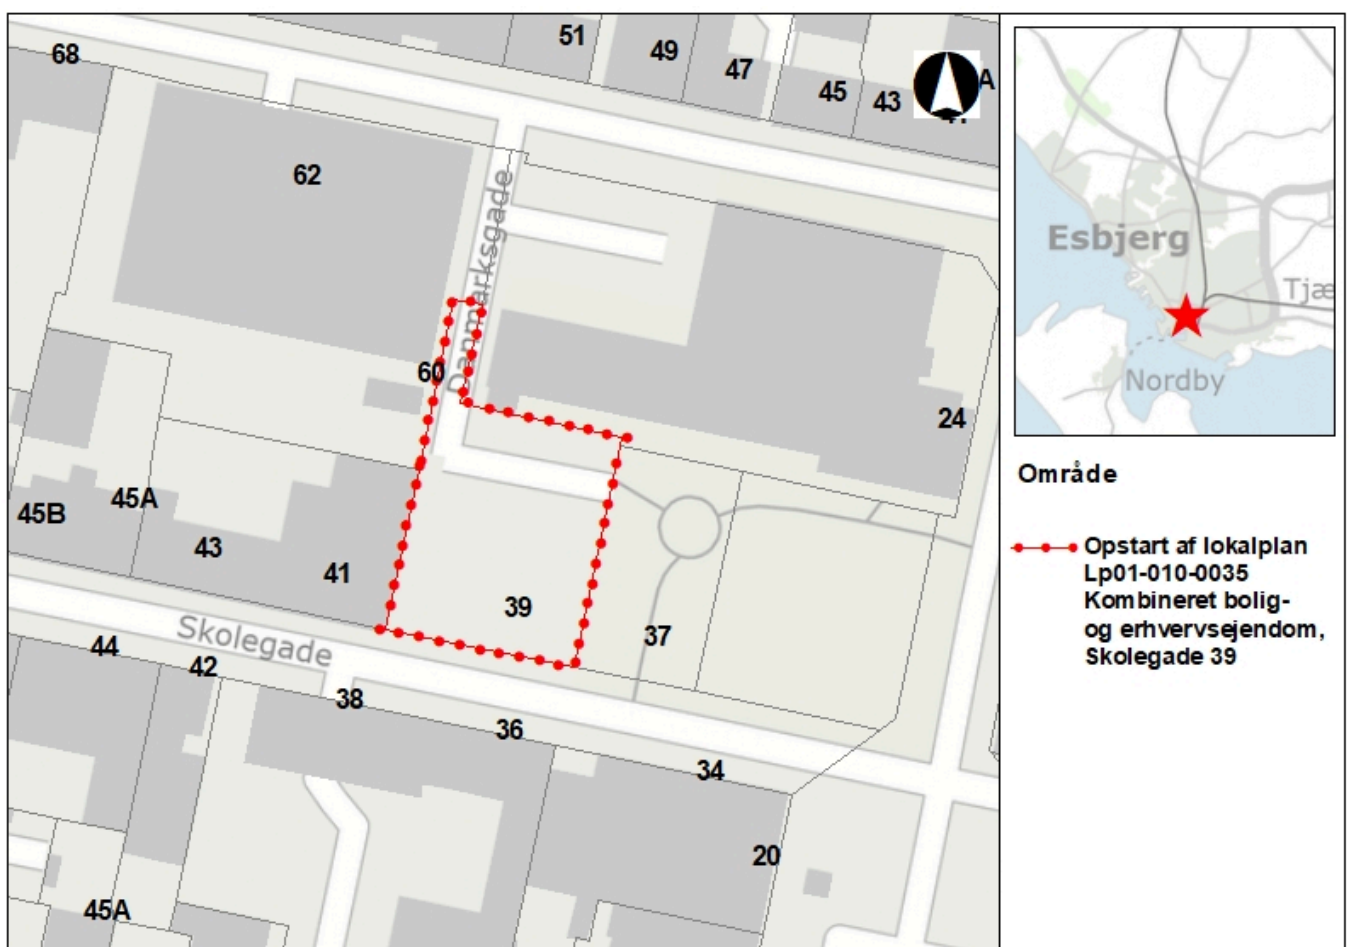 68
51
49
47
45
43
A
62
Danmarksgade
60
24
45B
45A
43
41
39
37
Skolegade
44
42
38
36
34
20
45A
Esbjerg
Tjæ
Nordby
Område
Opstart af lokalplan
Lp01-010-0035
Kombineret bolig-
og erhvervsejendom,
Skolegade 39